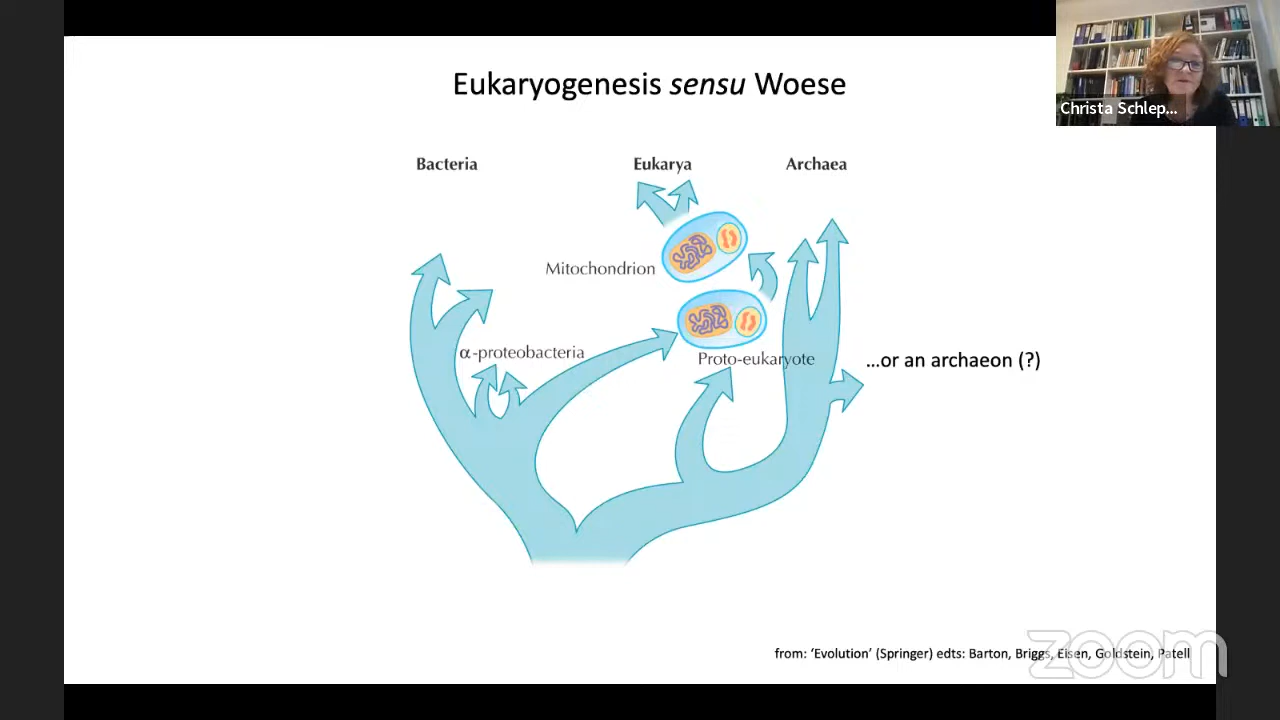 Eukaryogenesis sensu Woese
Christa Schlep...
Bacteria
Eukarya
Archaea
Mitochondrion
α-proteobacteria
Proto-eukaryote
...or an archaeon (?)
from: ‘Evolution’ (Springer) edts: Barton, Briggs, Eisen, Goldstein, Patell
zoom